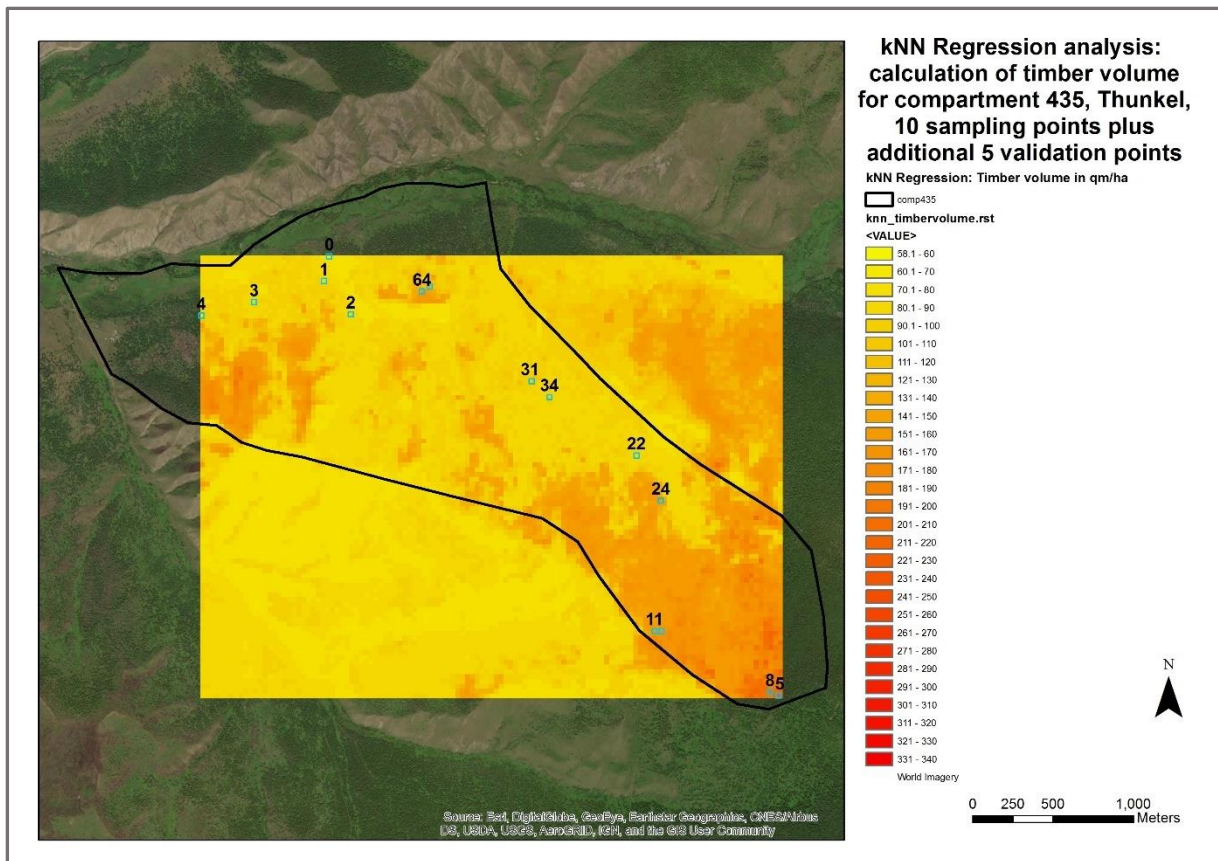 kNN Regression analysis:
calculation of timber volume
for compartment 435, Thunkel,
10 sampling points plus
additional 5 validation points
kNN Regression: Timber volume in qm/ha
comp435
knn_timbervolume.rst
<VALUE>
58.1 - 60
60.1 - 70
70.1 - 80
80.1 - 90
90.1 - 100
101 - 110
111 - 120
121 - 130
131 - 140
141 - 150
151 - 160
161 - 170
171 - 180
181 - 190
191 - 200
201 - 210
211 - 220
221 - 230
231 - 240
241 - 250
251 - 260
261 - 270
271 - 280
281 - 290
291 - 300
301 - 310
311 - 320
321 - 330
331 - 340
World Imagery
N
0 250 500 1,000
Meters
0
1
64
3
4
2
31
34
22
24
11
8 5
Source: Esri, DigitalGlobe, GeoEye, Earthstar Geographics, CNES/Airbus
DS, USDA, USGS, AeroGRID, IGN, and the GIS User Community